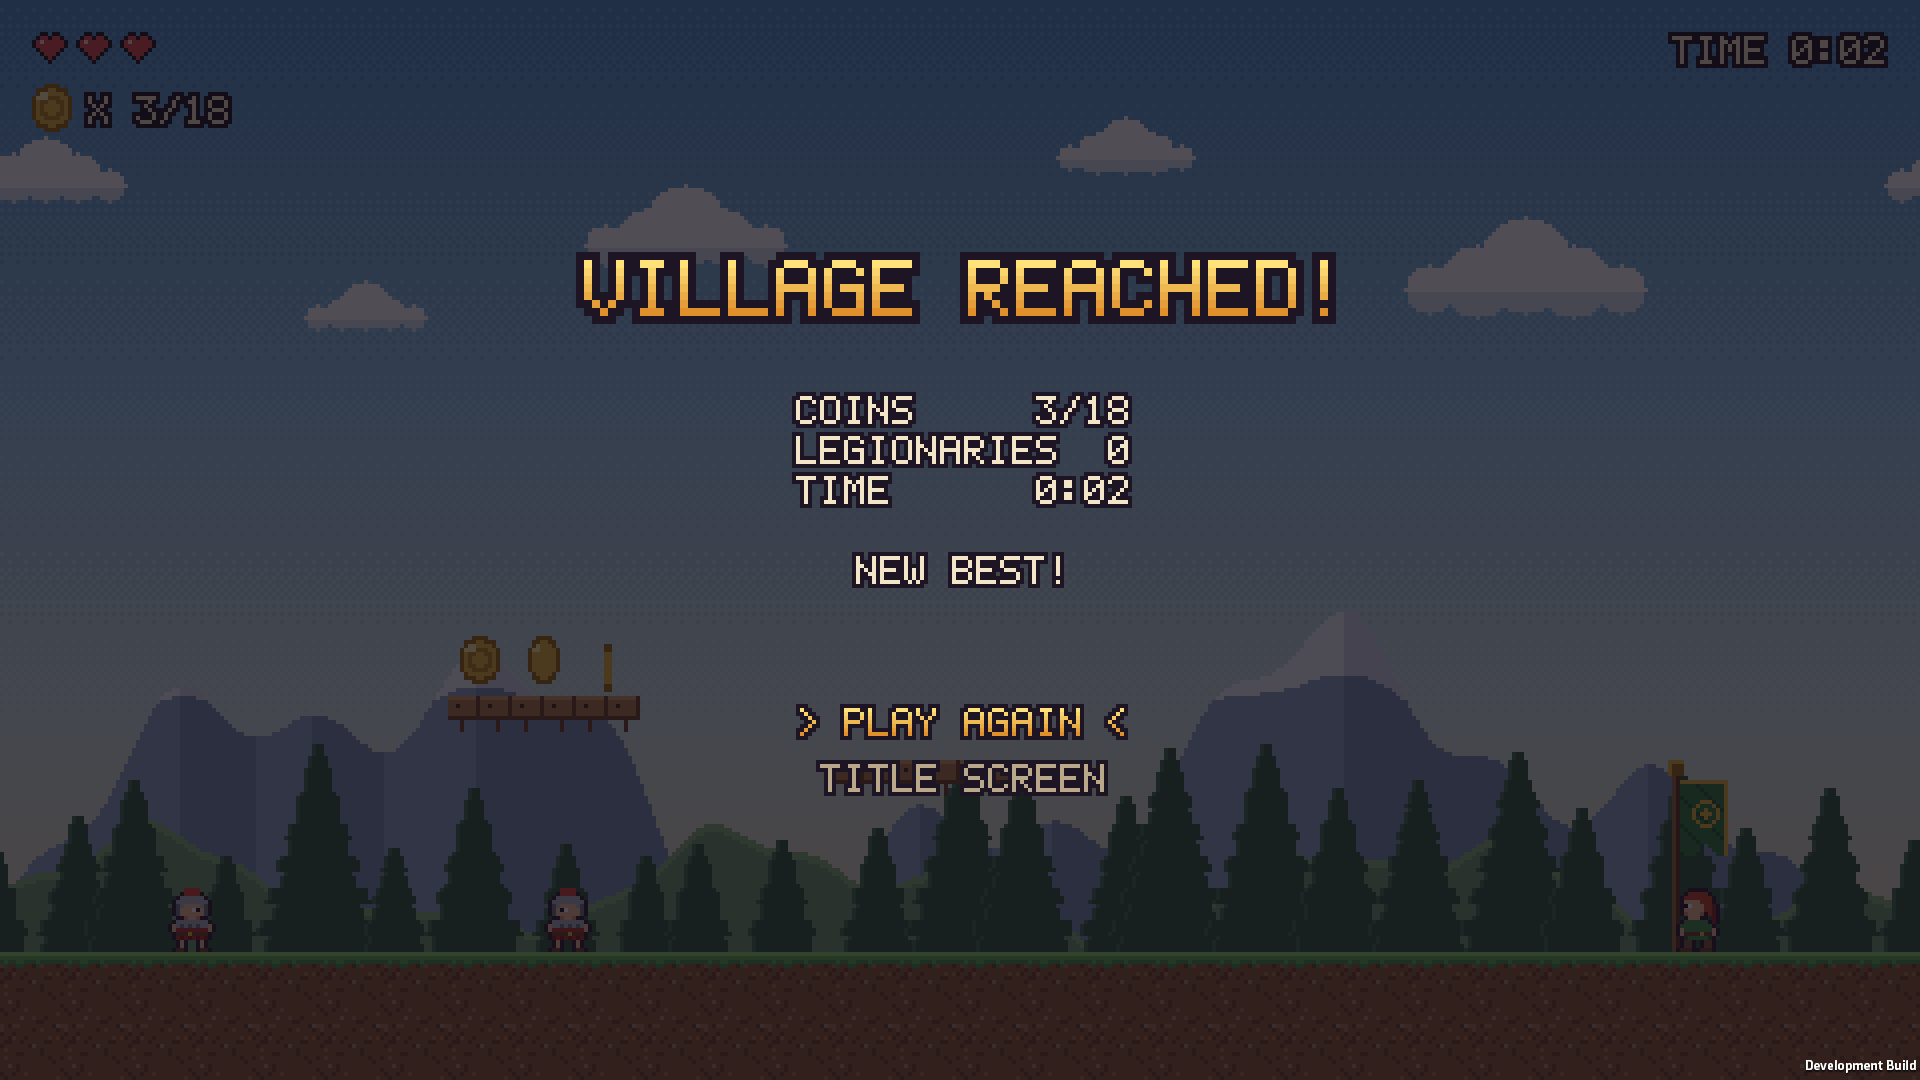 TIME 0:02
X 3/18
VILLAGE REACHED!
COINS 3/18
LEGIONARIES 0
TIME 0:02
NEW BEST!
> PLAY AGAIN <
TITLE SCREEN
Development Build